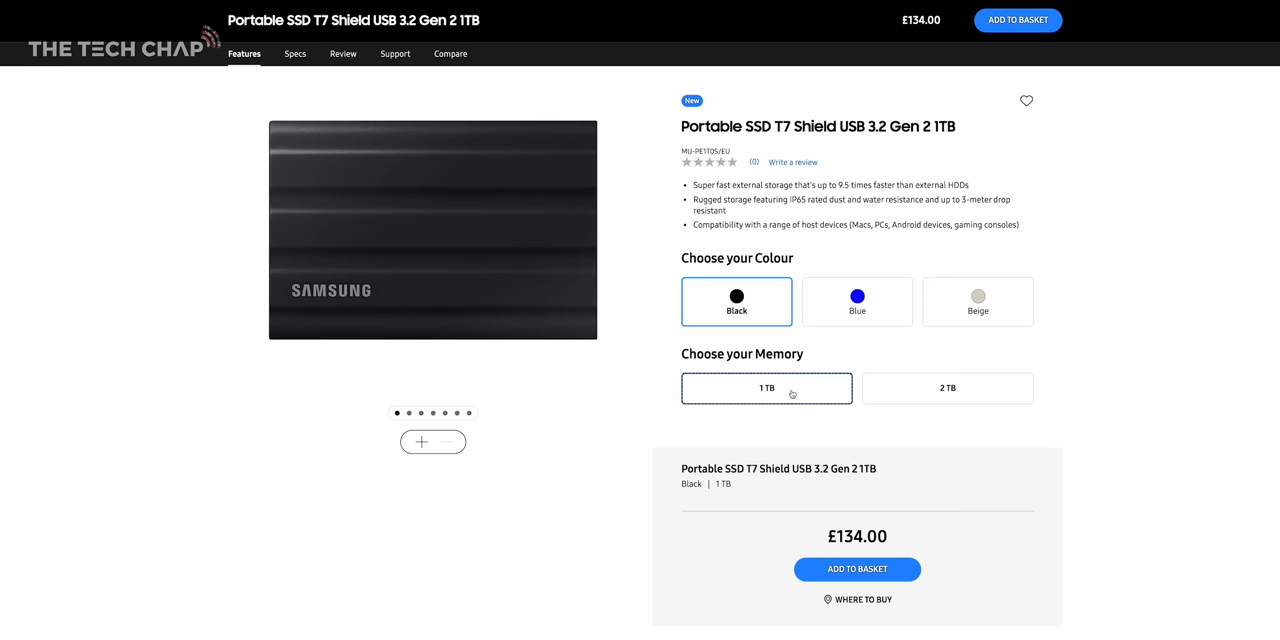 Portable SSD T7 Shield USB 3.2 Gen 2 1TB
£134.00
ADD TO BASKET
THE TECH CHAP
Features
Specs
Review
Support
Compare
New
Portable SSD T7 Shield USB 3.2 Gen 2 1TB
MU-PE1T0S/EU
(0)
Write a review
Super fast external storage that's up to 9.5 times faster than external HDDs
Rugged storage featuring IP65 rated dust and water resistance and up to 3-meter drop
resistant
Compatibility with a range of host devices (Macs, PCs, Android devices, gaming consoles)
SAMSUNG
Choose your Colour
Black
Blue
Beige
Choose your Memory
1 TB
2 TB
Portable SSD T7 Shield USB 3.2 Gen 2 1TB
Black | 1 TB
£134.00
ADD TO BASKET
WHERE TO BUY